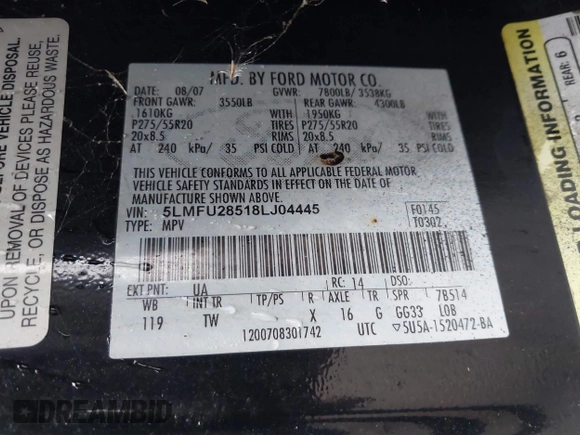 MFD. BY FORD MOTOR CO.
DATE: 08/07 GVWR: 7800LB/ 3538KG
FRONT GAWR: 3550LB REAR GAWR: 4300LB
1610KG WITH 1950KG WITH
P275/55R20 TIRES P275/55R20 TIRES
20x8.5 RIMS 20x8.5 RIMS
AT 240 kPa/ 35 PSI COLD AT 240 kPa/ 35 PSI COLD
THIS VEHICLE CONFORMS TO ALL APPLICABLE FEDERAL MOTOR
VEHICLE SAFETY STANDARDS IN EFFECT ON THE DATE OF
MANUFACTURE SHOWN ABOVE.
VIN: 5LMFU28518LJ04445 F0145
TYPE: MPV T0302
EXT PNT: UA RC: 14 DSO:
WB INT TR TP/PS R AXLE TR SPR 7B514
119 TW X 16 G GG33 LOB
1200708301742 UTC 5U5A-1520472-BA
VEHICLE DISPOSAL.
UPON REMOVAL OF DEVICES PLEASE REUSE,
RECYCLE, OR DISPOSE AS HAZARDOUS WASTE.
LOADING INFORMATION
REAR: 6
DREAMBID